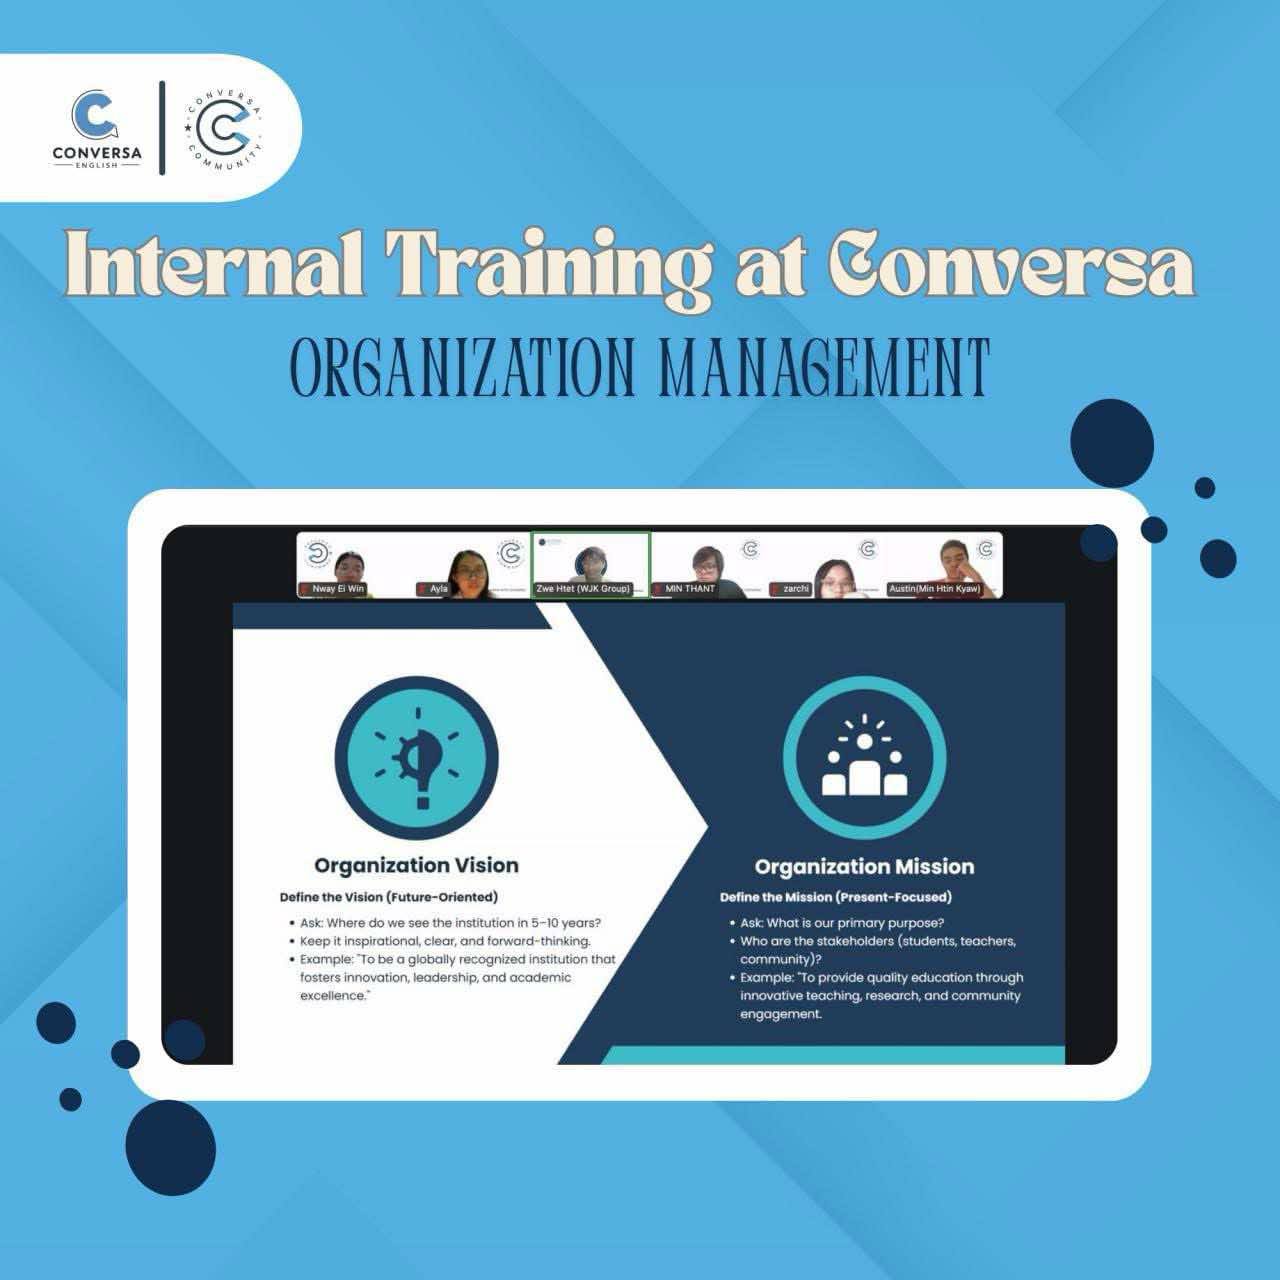 CONVERSA
ENGLISH
CONVERSA COMMUNITY
Internal Training at Conversa
ORGANIZATION MANAGEMENT
Nway Ei Win
Ayla
Zwe Htet (WJK Group)
MIN THANT
zarchi
Austin(Min Htin Kyaw)
Organization Vision
Define the Vision (Future-Oriented)
• Ask: Where do we see the institution in 5–10 years?
• Keep it inspirational, clear, and forward-thinking.
• Example: "To be a globally recognized institution that
fosters innovation, leadership, and academic
excellence."
Organization Mission
Define the Mission (Present-Focused)
• Ask: What is our primary purpose?
• Who are the stakeholders (students, teachers,
community)?
• Example: "To provide quality education through
innovative teaching, research, and community
engagement.